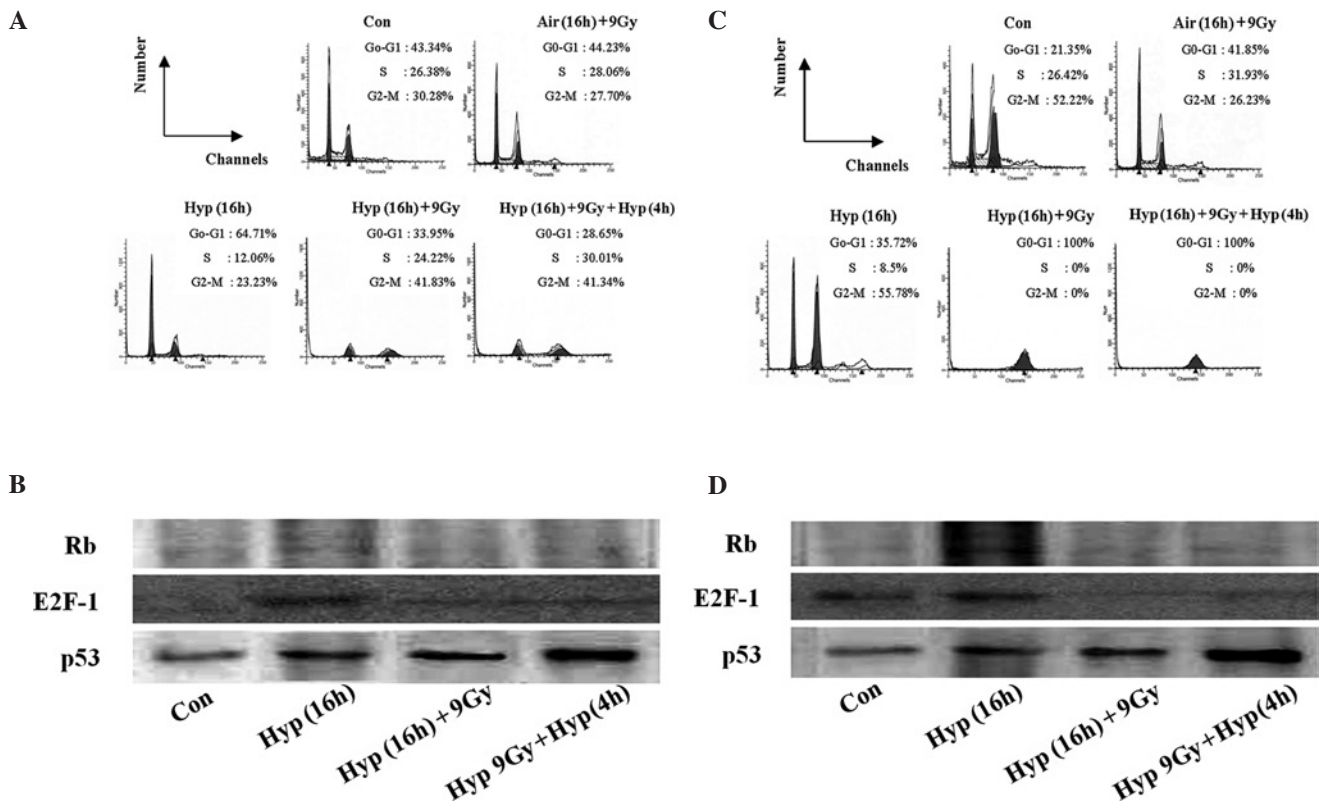 A
Number
Channels
Con
Go-G1 : 43.34%
S : 26.38%
G2-M : 30.28%
Air (16h) + 9Gy
G0-G1 : 44.23%
S : 28.06%
G2-M : 27.70%
Hyp (16h)
Go-G1 : 64.71%
S : 12.06%
G2-M : 23.23%
Hyp (16h) + 9Gy
G0-G1 : 33.95%
S : 24.22%
G2-M : 41.83%
Hyp (16h) + 9Gy + Hyp (4h)
G0-G1 : 28.65%
S : 30.01%
G2-M : 41.34%
C
Number
Channels
Con
Go-G1 : 21.35%
S : 26.42%
G2-M : 52.22%
Air (16h) + 9Gy
G0-G1 : 41.85%
S : 31.93%
G2-M : 26.23%
Hyp (16h)
Go-G1 : 35.72%
S : 8.5%
G2-M : 55.78%
Hyp (16h) + 9Gy
G0-G1 : 100%
S : 0%
G2-M : 0%
Hyp (16h) + 9Gy + Hyp (4h)
G0-G1 : 100%
S : 0%
G2-M : 0%
B
Rb
E2F-1
p53
Con
Hyp (16h)
Hyp (16h) + 9Gy
Hyp 9Gy + Hyp (4h)
D
Rb
E2F-1
p53
Con
Hyp (16h)
Hyp (16h) + 9Gy
Hyp 9Gy + Hyp (4h)